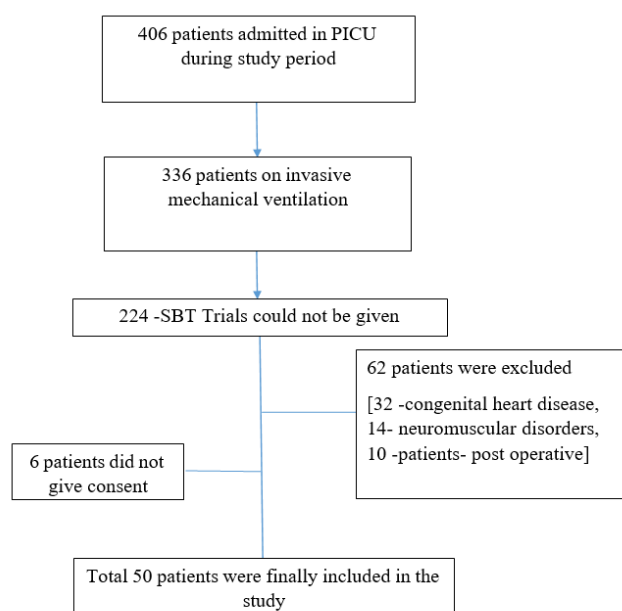 406 patients admitted in PICU
during study period
336 patients on invasive
mechanical ventilation
224 -SBT Trials could not be given
62 patients were excluded
[32 -congenital heart disease,
14- neuromuscular disorders,
10 -patients- post operative]
6 patients did not
give consent
Total 50 patients were finally included in the
study